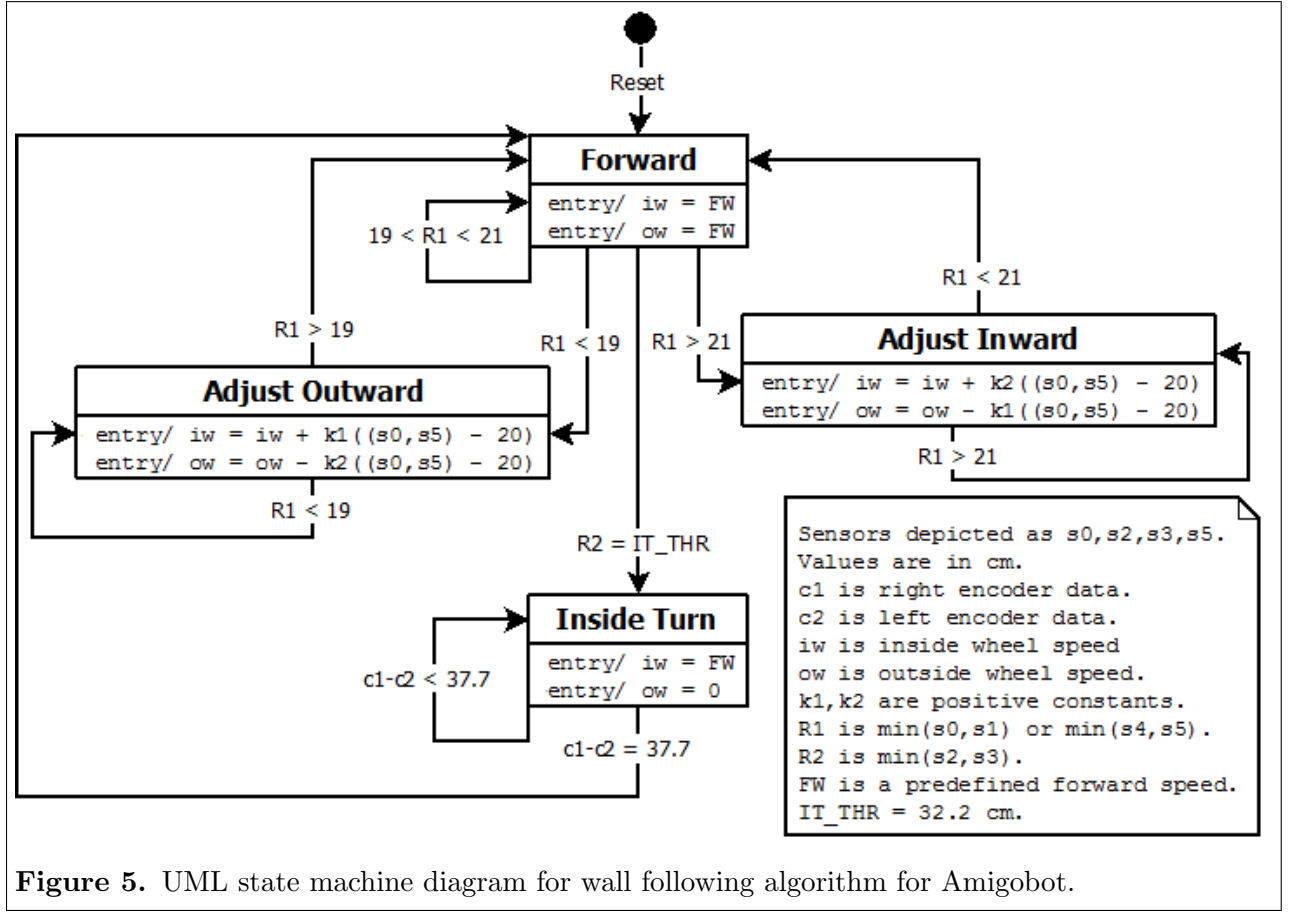 Reset
Forward
entry/ iw = FW
entry/ ow = FW
19 < R1 < 21
R1 < 21
R1 > 19
R1 < 19
R1 > 21
Adjust Inward
entry/ iw = iw + k2((s0,s5) - 20)
entry/ ow = ow - k1((s0,s5) - 20)
R1 > 21
Adjust Outward
entry/ iw = iw + k1((s0,s5) - 20)
entry/ ow = ow - k2((s0,s5) - 20)
R1 < 19
R2 = IT_THR
Inside Turn
entry/ iw = FW
entry/ ow = 0
c1-c2 < 37.7
c1-c2 = 37.7
Sensors depicted as s0,s2,s3,s5.
Values are in cm.
c1 is right encoder data.
c2 is left encoder data.
iw is inside wheel speed
ow is outside wheel speed.
k1,k2 are positive constants.
R1 is min(s0,s1) or min(s4,s5).
R2 is min(s2,s3).
FW is a predefined forward speed.
IT_THR = 32.2 cm.
Figure 5. UML state machine diagram for wall following algorithm for Amigobot.